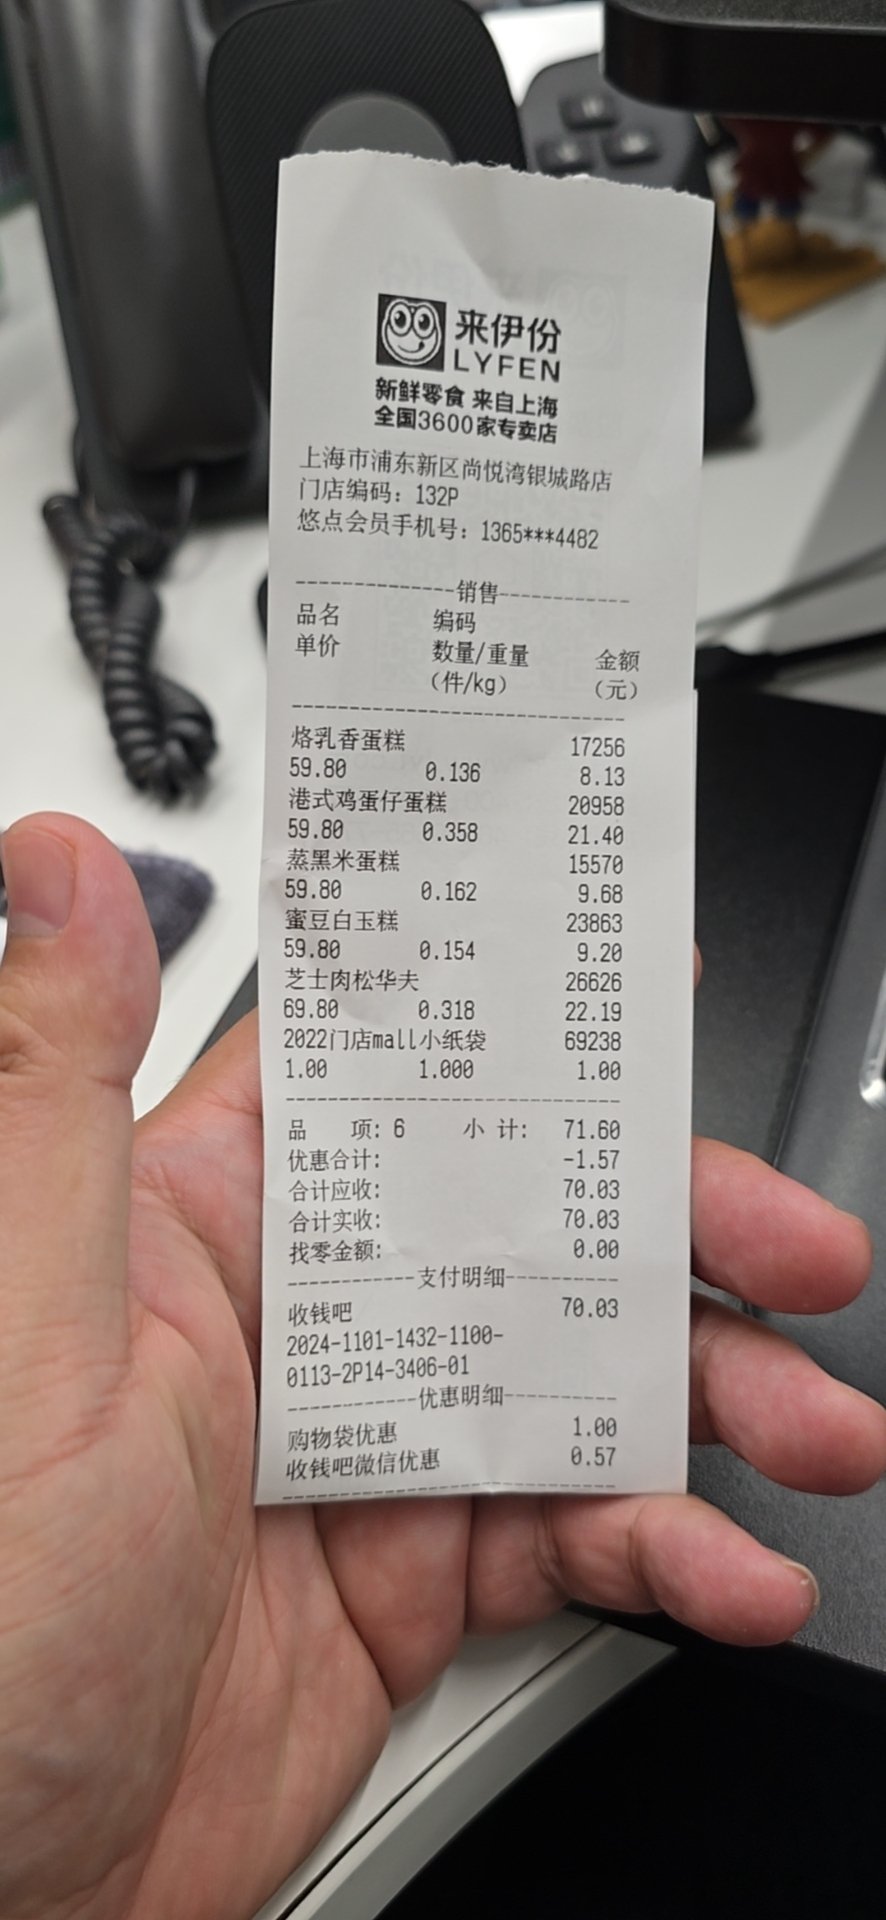 来伊份
LYFEN
新鲜零食 来自上海
全国3600家专卖店
上海市浦东新区尚悦湾银城路店
门店编码：132P
悠点会员手机号：1365***4482
--------------销售------------
品名 编码
单价 数量/重量 金额
（件/kg） （元）
------------------------------
烙乳香蛋糕 17256
59.80 0.136 8.13
港式鸡蛋仔蛋糕 20958
59.80 0.358 21.40
蒸黑米蛋糕 15570
59.80 0.162 9.68
蜜豆白玉糕 23863
59.80 0.154 9.20
芝士肉松华夫 26626
69.80 0.318 22.19
2022门店mall小纸袋 69238
1.00 1.000 1.00
------------------------------
品 项: 6 小 计: 71.60
优惠合计: -1.57
合计应收: 70.03
合计实收: 70.03
找零金额: 0.00
------------支付明细----------
收钱吧 70.03
2024-1101-1432-1100-
0113-2P14-3406-01
------------优惠明细----------
购物袋优惠 1.00
收钱吧微信优惠 0.57
------------------------------